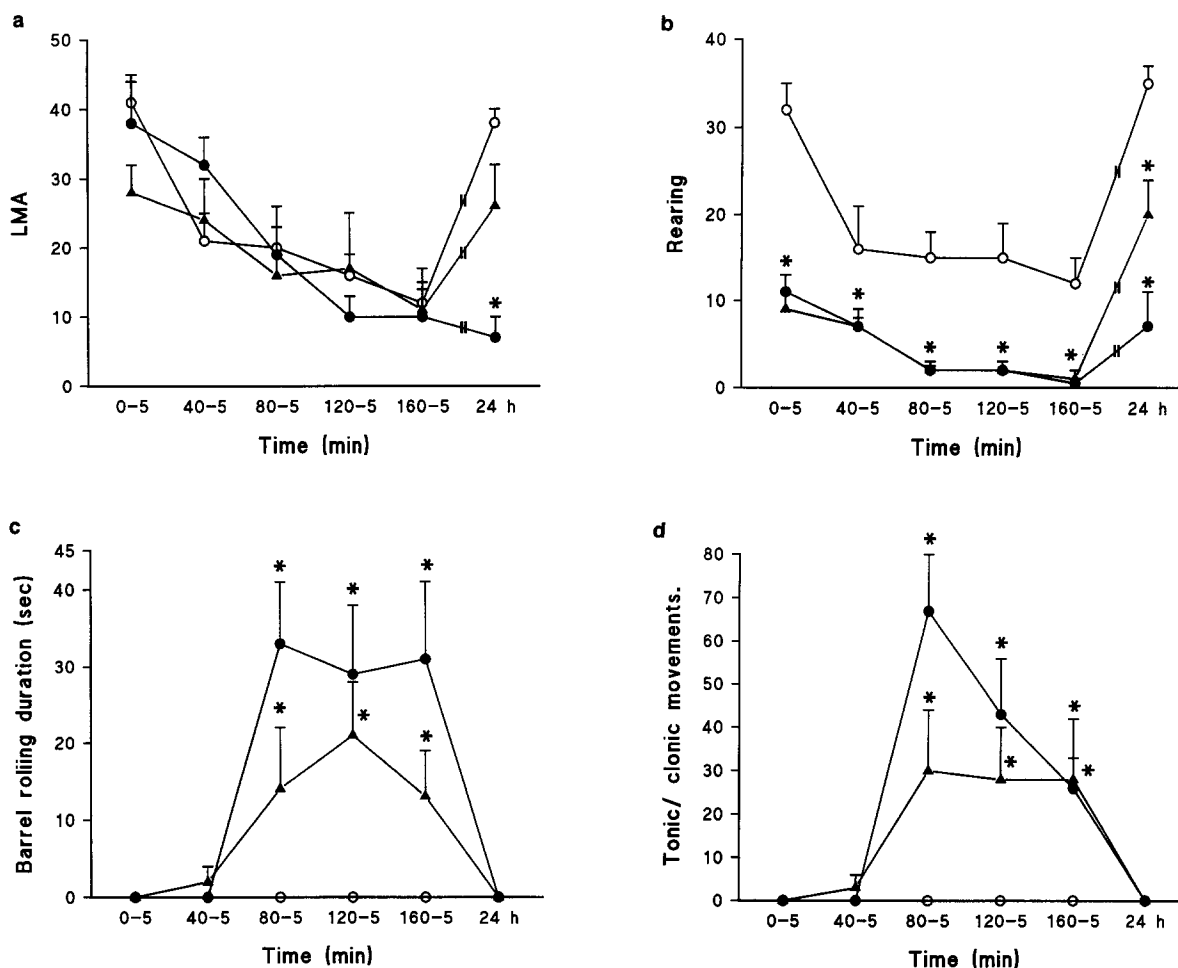 a
50
40
30
20
10
0
LMA
*
0-5 40-5 80-5 120-5 160-5 24 h
Time (min)
b
40
30
20
10
0
Rearing
* * * * * * *
0-5 40-5 80-5 120-5 160-5 24 h
Time (min)
c
45
40
30
20
10
0
Barrel rolling duration (sec)
* * * * * *
0-5 40-5 80-5 120-5 160-5 24 h
Time (min)
d
80
70
60
50
40
30
20
10
0
Tonic/ clonic movements.
* * * * * *
0-5 40-5 80-5 120-5 160-5 24 h
Time (min)